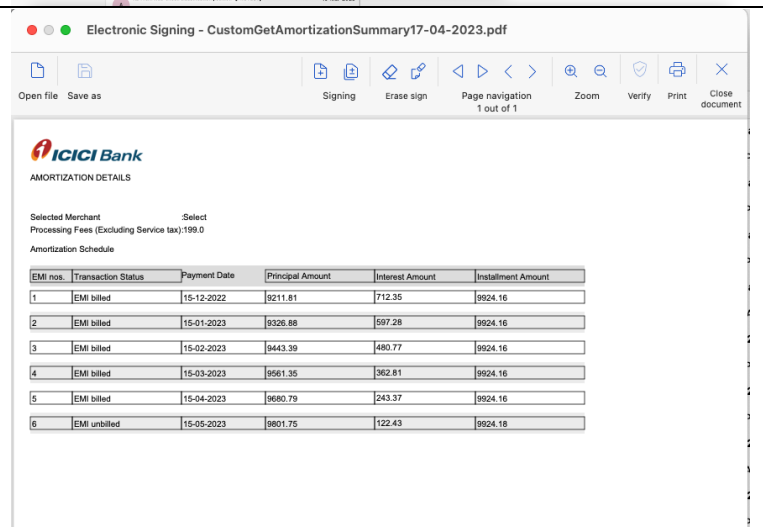 Electronic Signing - CustomGetAmortizationSummary17-04-2023.pdf
Open file Save as Signing Erase sign Page navigation Zoom Verify Print Close document
1 out of 1
ICICI Bank
AMORTIZATION DETAILS
Selected Merchant :Select
Processing Fees (Excluding Service tax):199.0
Amortization Schedule
EMI nos. Transaction Status Payment Date Principal Amount Interest Amount Installment Amount
1 EMI billed 15-12-2022 9211.81 712.35 9924.16
2 EMI billed 15-01-2023 9326.88 597.28 9924.16
3 EMI billed 15-02-2023 9443.39 480.77 9924.16
4 EMI billed 15-03-2023 9561.35 362.81 9924.16
5 EMI billed 15-04-2023 9680.79 243.37 9924.16
6 EMI unbilled 15-05-2023 9801.75 122.43 9924.18